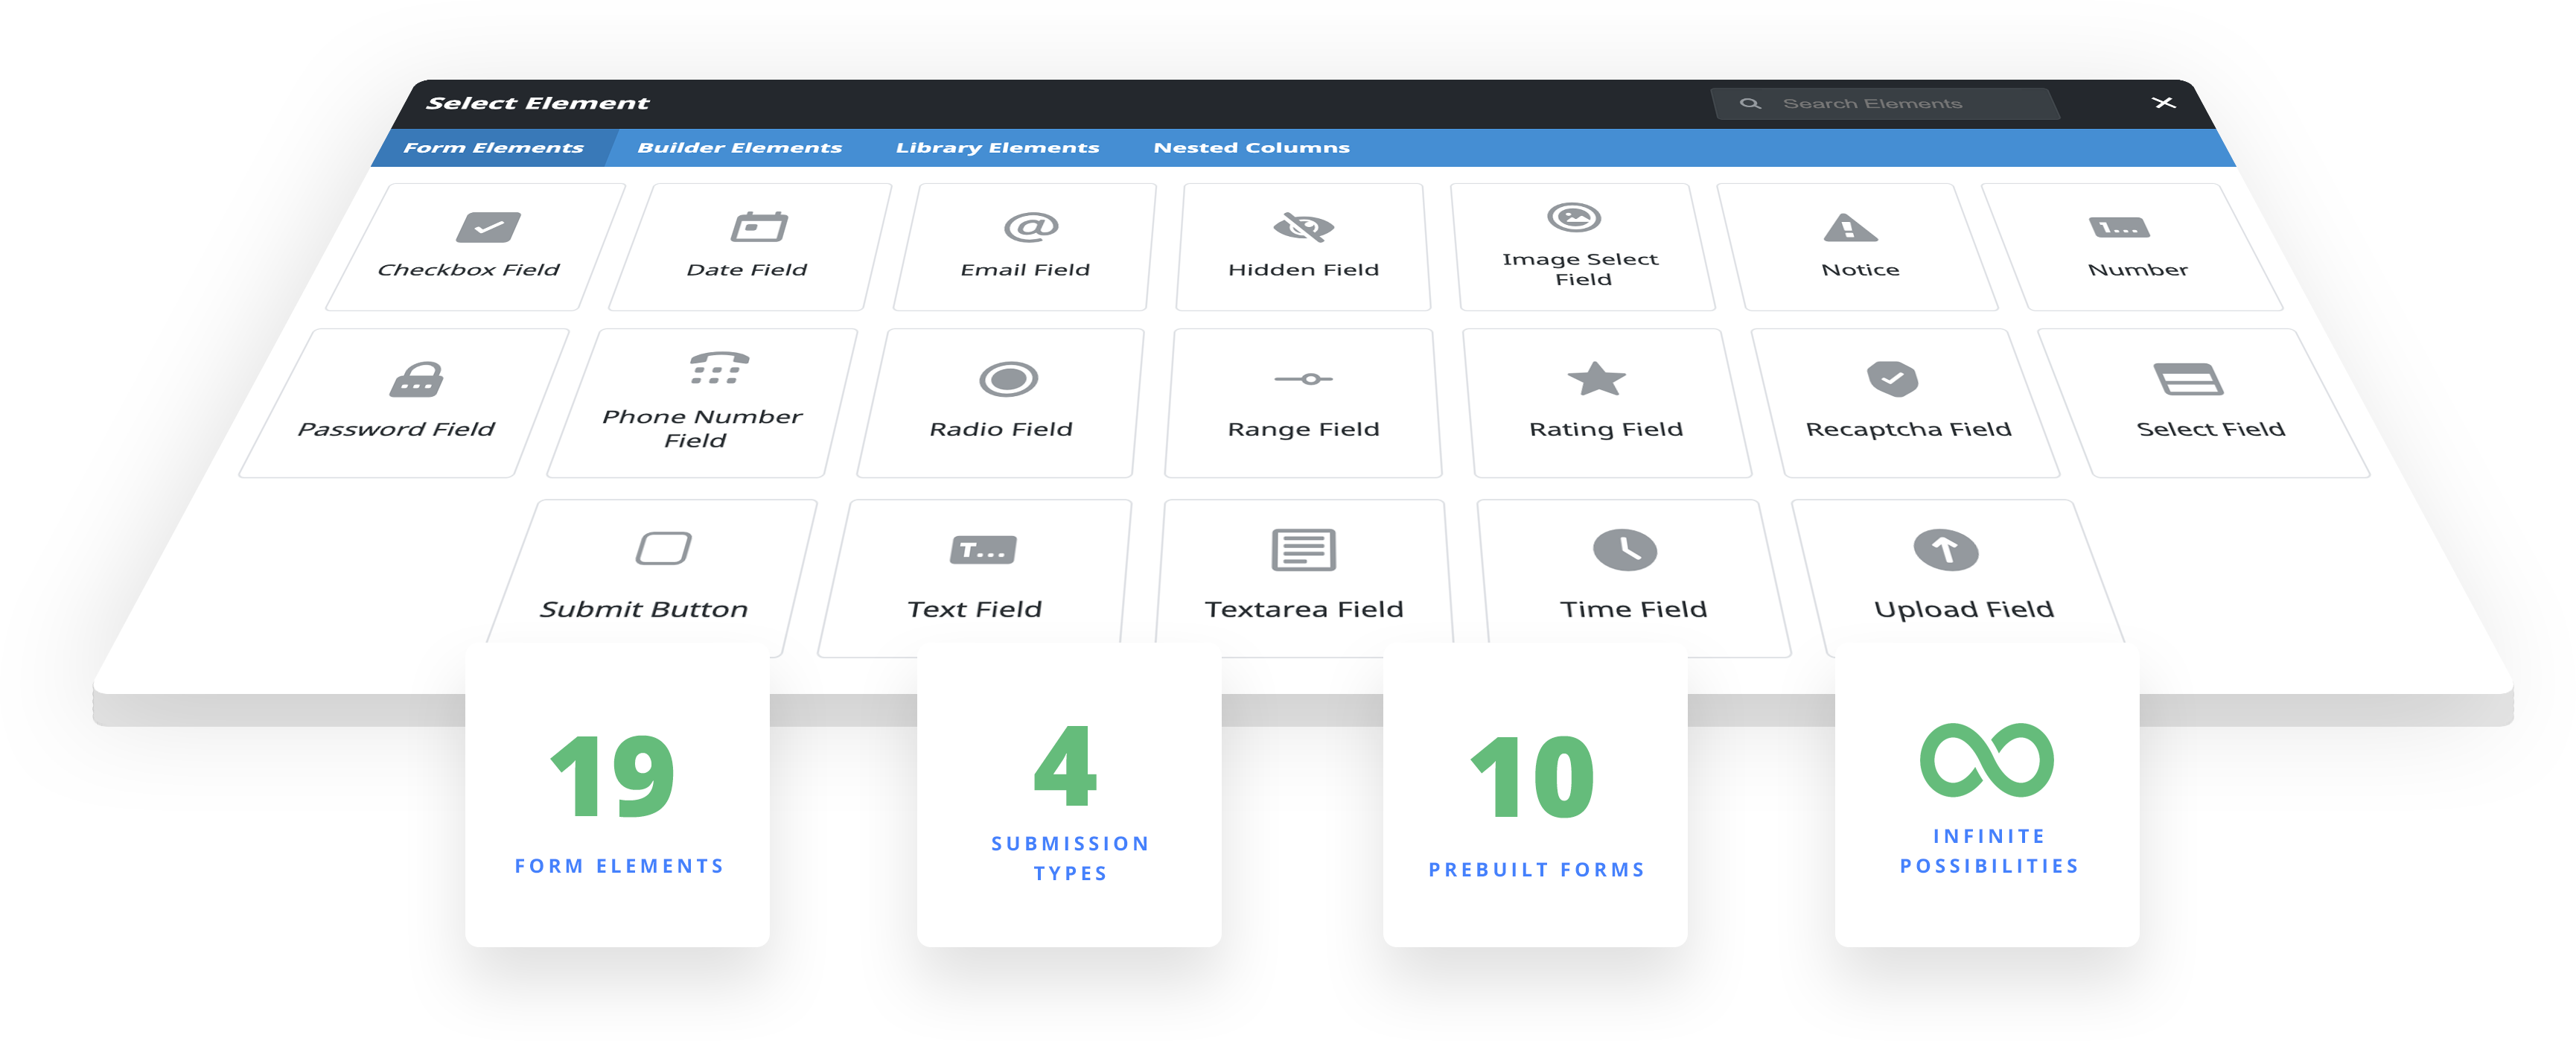 Select Element
Search Elements
Form Elements
Builder Elements
Library Elements
Nested Columns
Checkbox Field
Date Field
Email Field
Hidden Field
Image Select
Field
Notice
1...
Number
Password Field
Phone Number
Field
Radio Field
Range Field
Rating Field
Recaptcha Field
Select Field
Submit Button
T...
Text Field
Textarea Field
Time Field
Upload Field
19
FORM ELEMENTS
4
SUBMISSION
TYPES
10
PREBUILT FORMS
INFINITE
POSSIBILITIES